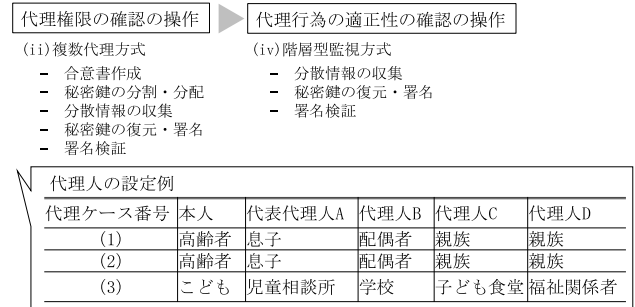 代理権限の確認の操作
代理行為の適正性の確認の操作
(ii)複数代理方式
− 合意書作成
− 秘密鍵の分割・分配
− 分散情報の収集
− 秘密鍵の復元・署名
− 署名検証
(iv)階層型監視方式
− 分散情報の収集
− 秘密鍵の復元・署名
− 署名検証
代理人の設定例
代理ケース番号 本人 代表代理人A 代理人B 代理人C 代理人D
(1) 高齢者 息子 配偶者 親族 親族
(2) 高齢者 息子 配偶者 親族 親族
(3) こども 児童相談所 学校 子ども食堂 福祉関係者